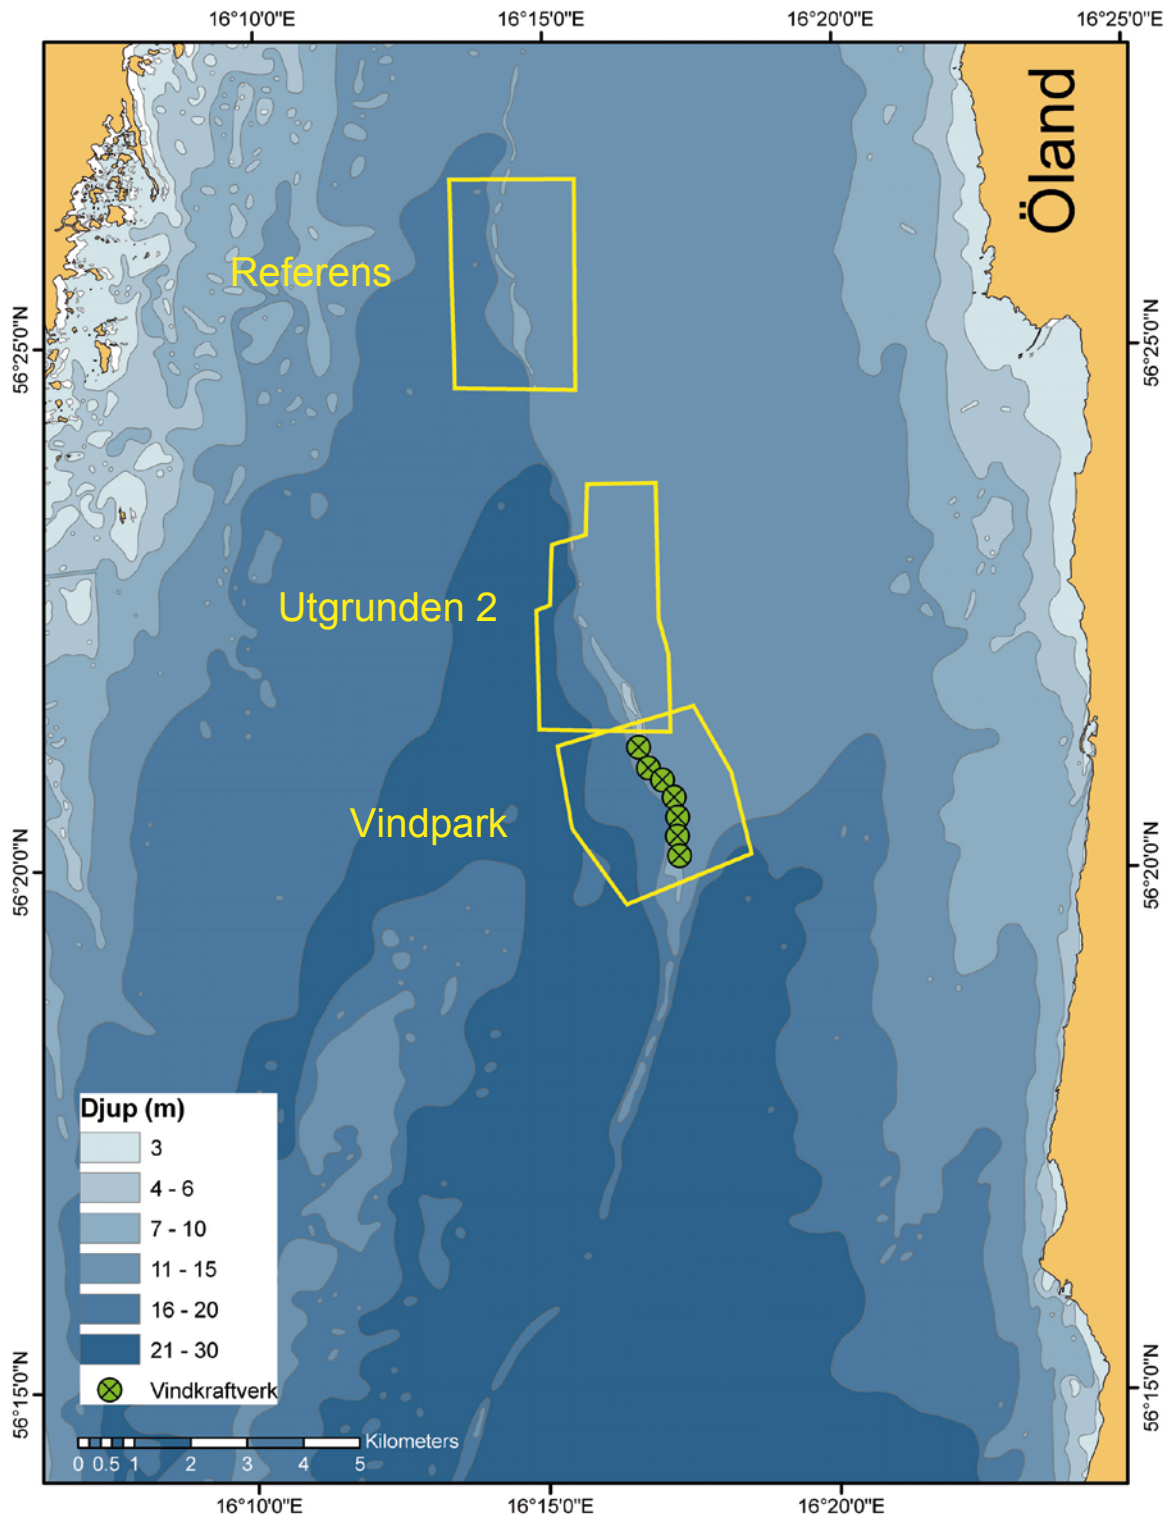 16°10'0"E 16°15'0"E 16°20'0"E 16°25'0"E
Öland
Referens
56°25'0"N 56°25'0"N
Utgrunden 2
Vindpark
56°20'0"N 56°20'0"N
Djup (m)
3
4 - 6
7 - 10
11 - 15
16 - 20
21 - 30
Vindkraftverk
56°15'0"N 56°15'0"N
Kilometers
0 0.5 1 2 3 4 5
16°10'0"E 16°15'0"E 16°20'0"E